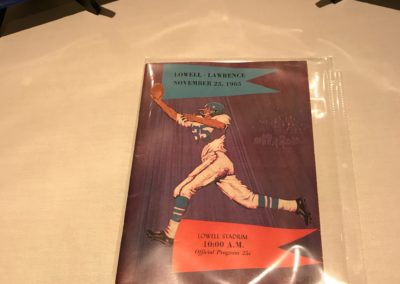 LOWELL - LAWRENCE
NOVEMBER 25, 1965
LOWELL STADIUM
10:00 A.M.
Official Program 25¢